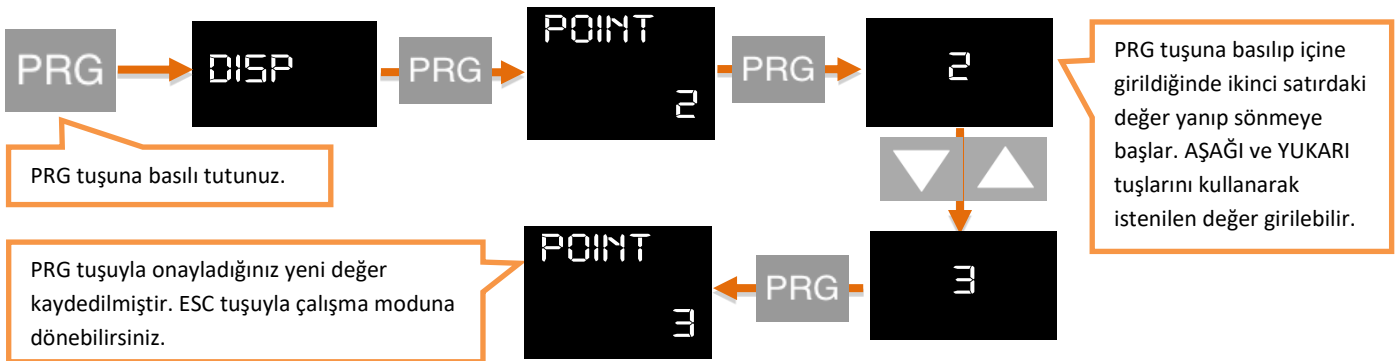 PRG
DISP
PRG
POINT
2
PRG
2
PRG tuşuna basılıp içine
girildiğinde ikinci satırdaki
değer yanıp sönmeye
başlar. AŞAĞI ve YUKARI
tuşlarını kullanarak
istenilen değer girilebilir.
PRG tuşuna basılı tutunuz.
3
PRG
POINT
3
PRG tuşuyla onayladığınız yeni değer
kaydedilmiştir. ESC tuşuyla çalışma moduna
dönebilirsiniz.